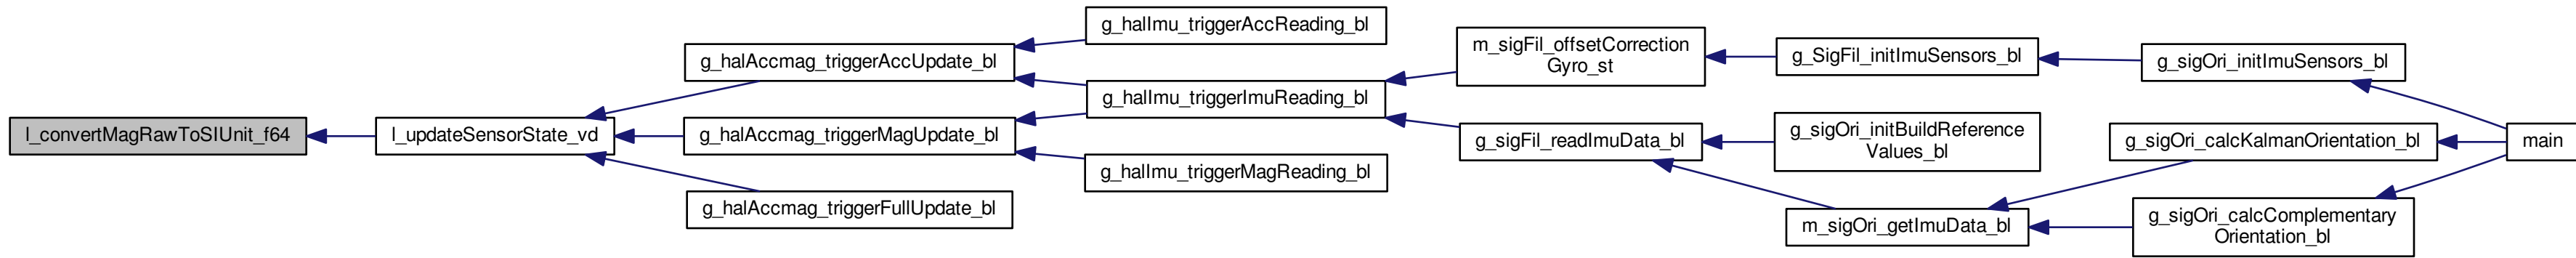 l_convertMagRawToSIUnit_f64
l_updateSensorState_vd
g_halAccmag_triggerAccUpdate_bl
g_halAccmag_triggerMagUpdate_bl
g_halAccmag_triggerFullUpdate_bl
g_halImu_triggerAccReading_bl
g_halImu_triggerImuReading_bl
g_halImu_triggerMagReading_bl
m_sigFil_offsetCorrection
Gyro_st
g_sigFil_readImuData_bl
g_SigFil_initImuSensors_bl
g_sigOri_initBuildReference
Values_bl
m_sigOri_getImuData_bl
g_sigOri_initImuSensors_bl
g_sigOri_calcKalmanOrientation_bl
g_sigOri_calcComplementary
Orientation_bl
main